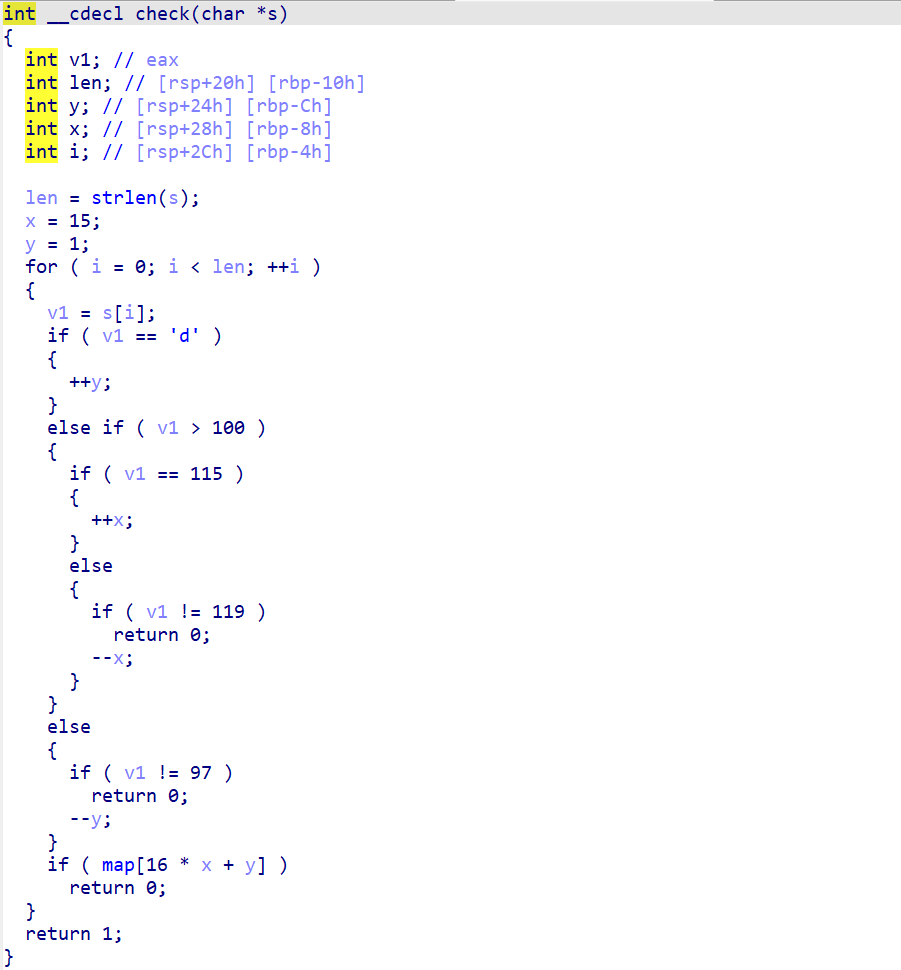 int __cdecl check(char *s)
{
  int v1; // eax
  int len; // [rsp+20h] [rbp-10h]
  int y; // [rsp+24h] [rbp-Ch]
  int x; // [rsp+28h] [rbp-8h]
  int i; // [rsp+2Ch] [rbp-4h]

  len = strlen(s);
  x = 15;
  y = 1;
  for ( i = 0; i < len; ++i )
  {
    v1 = s[i];
    if ( v1 == 'd' )
    {
      ++y;
    }
    else if ( v1 > 100 )
    {
      if ( v1 == 115 )
      {
        ++x;
      }
      else
      {
        if ( v1 != 119 )
          return 0;
        --x;
      }
    }
    else
    {
      if ( v1 != 97 )
        return 0;
      --y;
    }
    if ( map[16 * x + y] )
      return 0;
  }
  return 1;
}